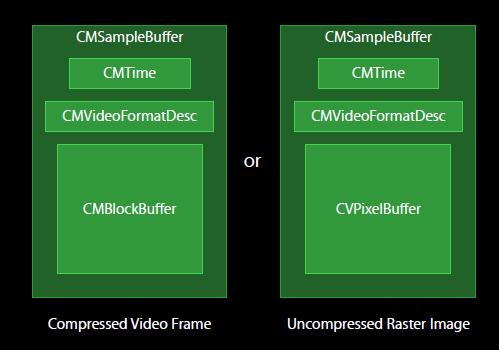 CMSampleBuffer
CMTime
CMVideoFormatDesc
CMBlockBuffer
Compressed Video Frame
or
CMSampleBuffer
CMTime
CMVideoFormatDesc
CVPixelBuffer
Uncompressed Raster Image